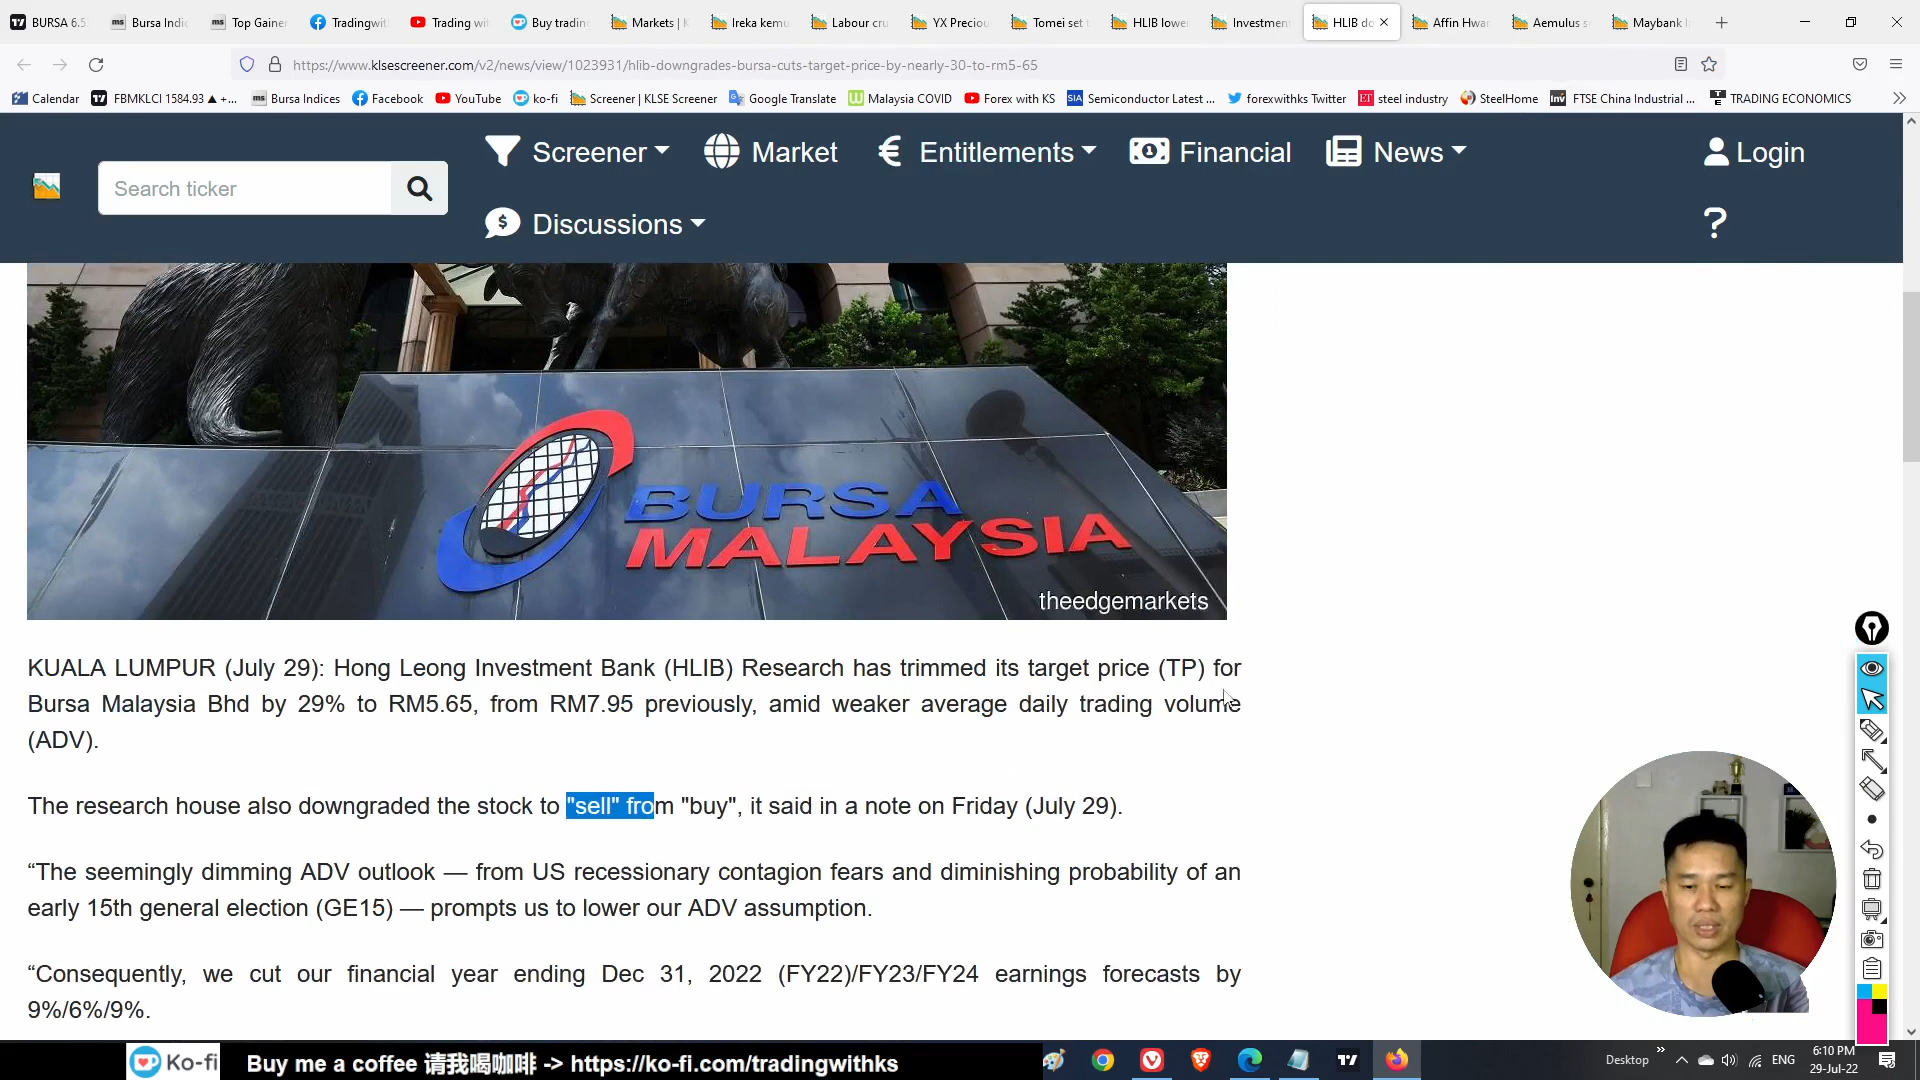 BURSA 6.5
Bursa Indic
Top Gainer
Tradingwit
Trading wit
Buy trading
Markets | K
Ireka kemu
Labour cru
YX Preciou
Tomei set t
HLIB lower
Investmen
HLIB do
Affin Hwa
Aemulus s
Maybank I
https://www.klsescreener.com/v2/news/view/1023931/hlib-downgrades-bursa-cuts-target-price-by-nearly-30-to-rm5-65
Calendar
FBMKLCI 1584.93 ▲ +...
Bursa Indices
Facebook
YouTube
ko-fi
Screener | KLSE Screener
Google Translate
Malaysia COVID
Forex with KS
SIA Semiconductor Latest ...
forexwithks Twitter
ET steel industry
SteelHome
Inv FTSE China Industrial ...
TRADING ECONOMICS
Search ticker
Screener
Market
Entitlements
Financial
News
Login
Discussions
?
BURSA
MALAYSIA
theedgemarkets
KUALA LUMPUR (July 29): Hong Leong Investment Bank (HLIB) Research has trimmed its target price (TP) for
Bursa Malaysia Bhd by 29% to RM5.65, from RM7.95 previously, amid weaker average daily trading volume
(ADV).
The research house also downgraded the stock to "sell" from "buy", it said in a note on Friday (July 29).
“The seemingly dimming ADV outlook — from US recessionary contagion fears and diminishing probability of an
early 15th general election (GE15) — prompts us to lower our ADV assumption.
“Consequently, we cut our financial year ending Dec 31, 2022 (FY22)/FY23/FY24 earnings forecasts by
9%/6%/9%.
Ko-fi
Buy me a coffee 请我喝咖啡 -> https://ko-fi.com/tradingwithks
Desktop
ENG
6:10 PM
29-Jul-22